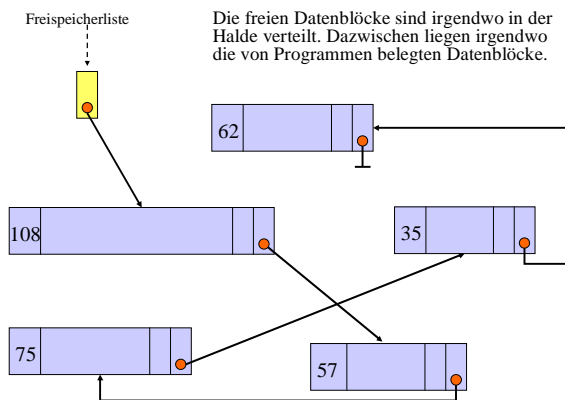 Freispeicherliste
Die freien Datenblöcke sind irgendwo in der
Halde verteilt. Dazwischen liegen irgendwo
die von Programmen belegten Datenblöcke.
62
108
35
75
57